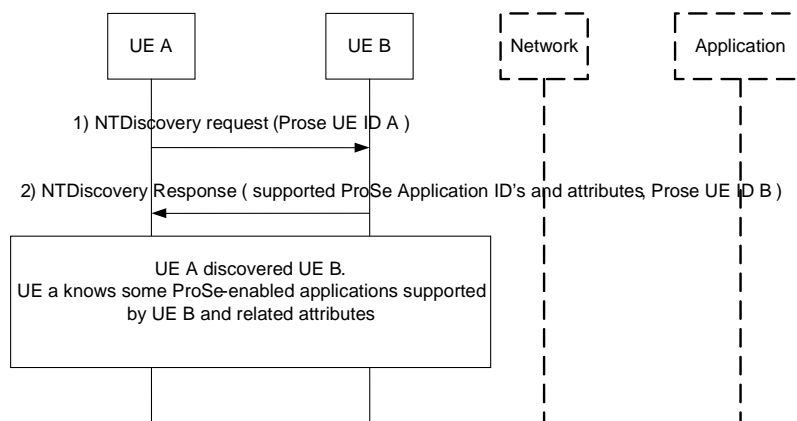 UE A
UE B
Network
Application
1) NTDiscovery request (Prose UE ID A )
2) NTDiscovery Response ( supported ProSe Application ID's and attributes, Prose UE ID B )
UE A discovered UE B.
UE a knows some ProSe-enabled applications supported
by UE B and related attributes